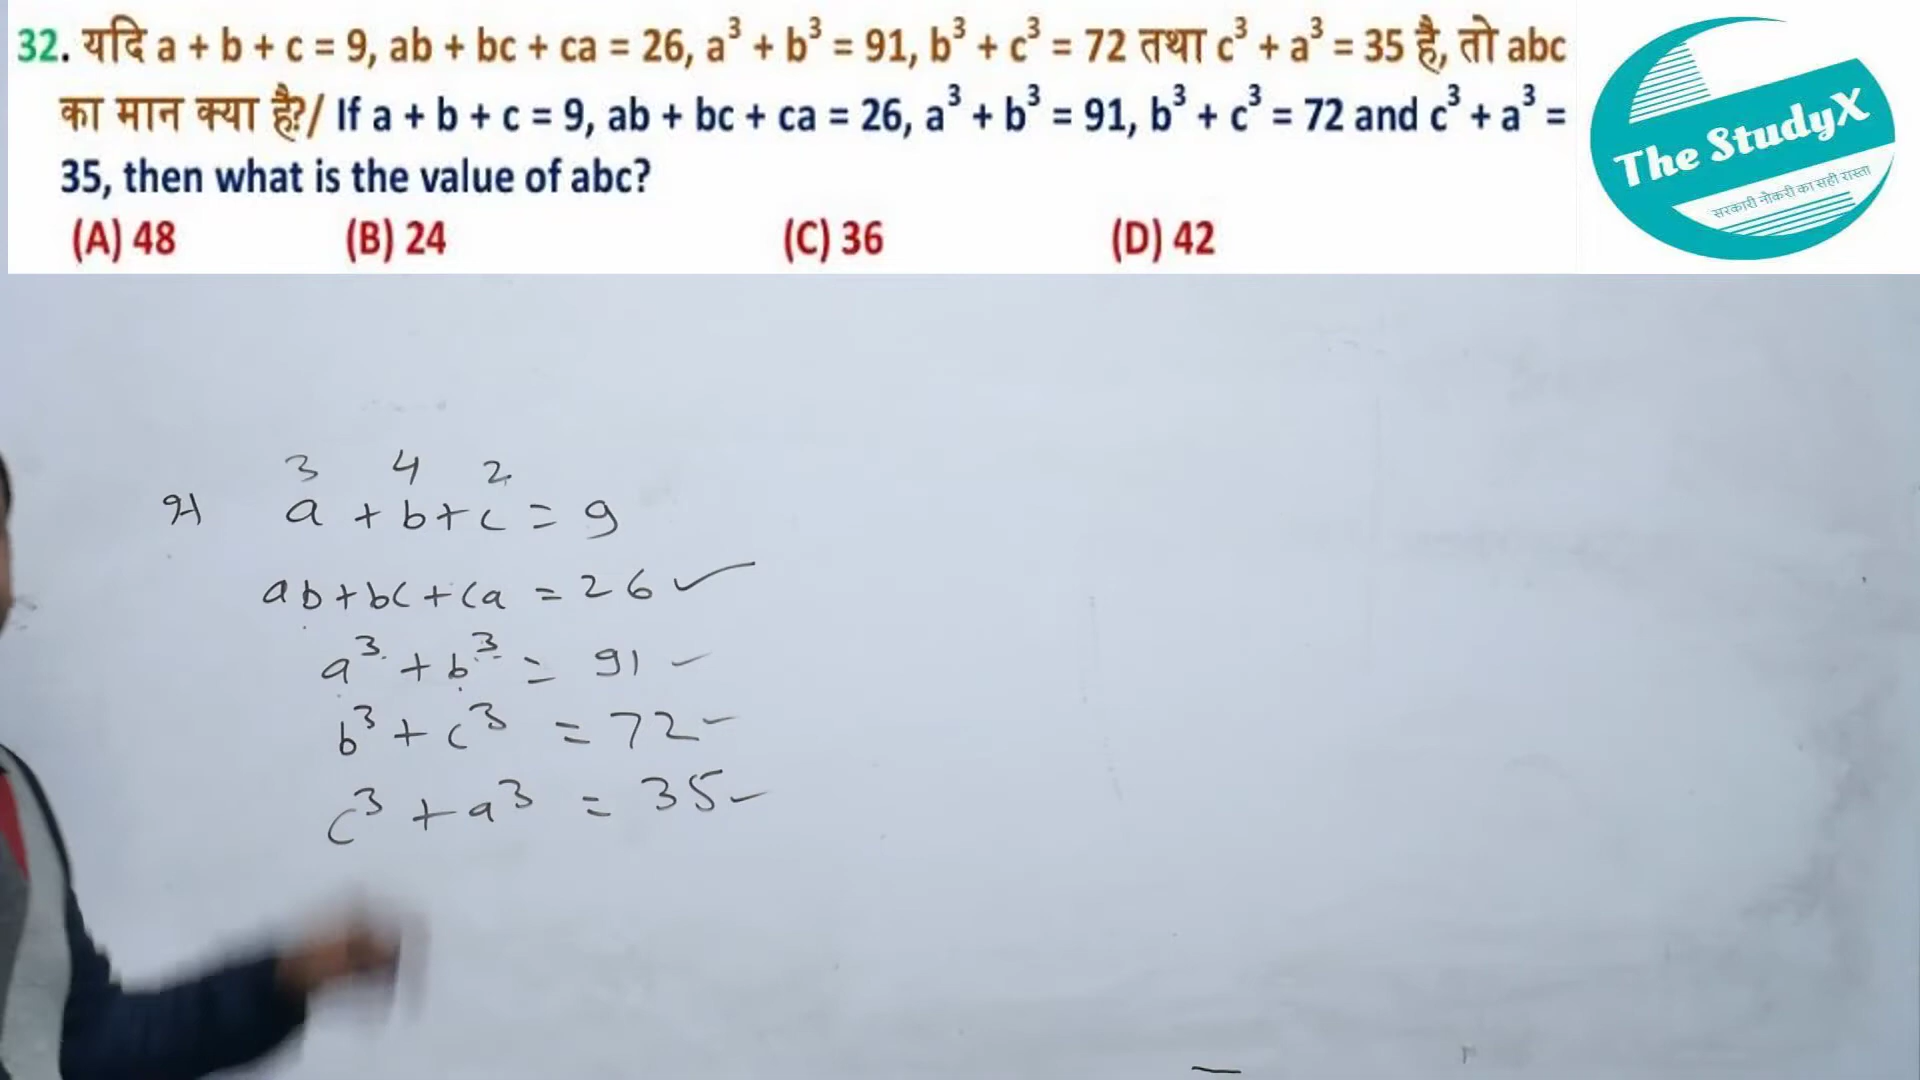 32. यदि a + b + c = 9, ab + bc + ca = 26, a³ + b³ = 91, b³ + c³ = 72 तथा c³ + a³ = 35 है, तो abc
का मान क्या है?/ If a + b + c = 9, ab + bc + ca = 26, a³ + b³ = 91, b³ + c³ = 72 and c³ + a³ =
35, then what is the value of abc?
(A) 48 (B) 24 (C) 36 (D) 42
The StudyX
सरकारी नौकरी का सही रास्ता
3 4 2
a + b + c = 9
ab + bc + ca = 26 ✓
a³ + b³ = 91
b³ + c³ = 72
c³ + a³ = 35